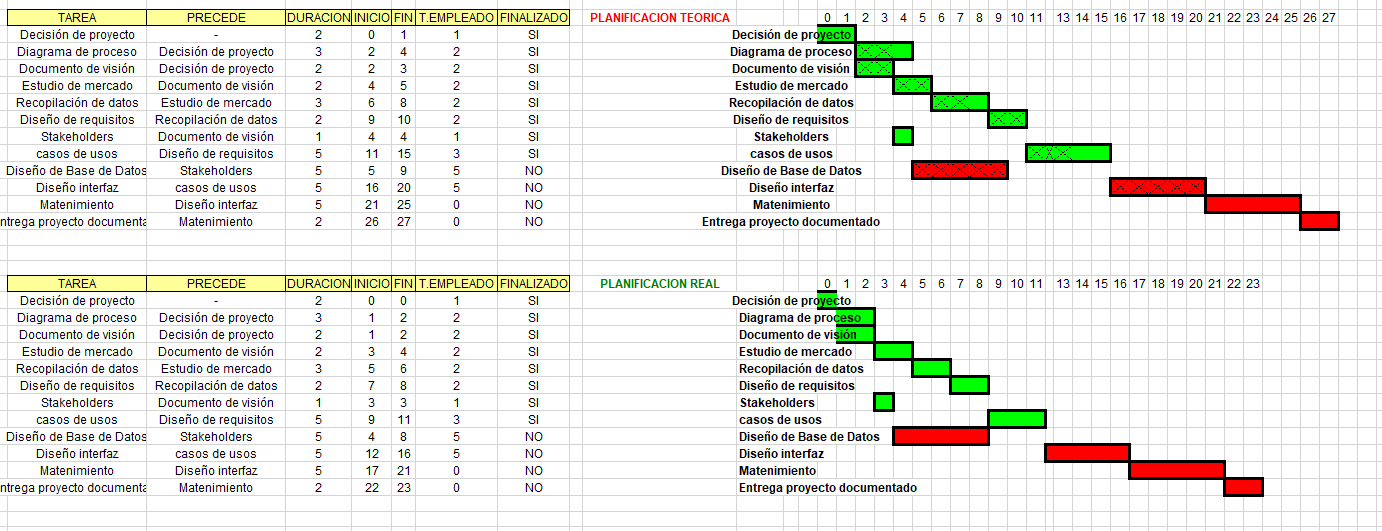 TAREA PRECEDE DURACION INICIO FIN T.EMPLEADO FINALIZADO PLANIFICACION TEORICA 0 1 2 3 4 5 6 7 8 9 10 11 13 14 15 16 17 18 19 20 21 22 23 24 25 26 27
Decisión de proyecto - 2 0 1 1 SI Decisión de proyecto
Diagrama de proceso Decisión de proyecto 3 2 4 2 SI Diagrama de proceso
Documento de visión Decisión de proyecto 2 2 3 2 SI Documento de visión
Estudio de mercado Documento de visión 2 4 5 2 SI Estudio de mercado
Recopilación de datos Estudio de mercado 3 6 8 2 SI Recopilación de datos
Diseño de requisitos Recopilación de datos 2 9 10 2 SI Diseño de requisitos
Stakeholders Documento de visión 1 4 4 1 SI Stakeholders
casos de usos Diseño de requisitos 5 11 15 3 SI casos de usos
Diseño de Base de Datos Stakeholders 5 5 9 5 NO Diseño de Base de Datos
Diseño interfaz casos de usos 5 16 20 5 NO Diseño interfaz
Matenimiento Diseño interfaz 5 21 25 0 NO Matenimiento
ntrega proyecto documenta Matenimiento 2 26 27 0 NO Entrega proyecto documentado
TAREA PRECEDE DURACION INICIO FIN T.EMPLEADO FINALIZADO PLANIFICACION REAL 0 1 2 3 4 5 6 7 8 9 10 11 13 14 15 16 17 18 19 20 21 22 23
Decisión de proyecto - 2 0 0 1 SI Decisión de proyecto
Diagrama de proceso Decisión de proyecto 3 1 2 2 SI Diagrama de proceso
Documento de visión Decisión de proyecto 2 1 2 2 SI Documento de visión
Estudio de mercado Documento de visión 2 3 4 2 SI Estudio de mercado
Recopilación de datos Estudio de mercado 3 5 6 2 SI Recopilación de datos
Diseño de requisitos Recopilación de datos 2 7 8 2 SI Diseño de requisitos
Stakeholders Documento de visión 1 3 3 1 SI Stakeholders
casos de usos Diseño de requisitos 5 9 11 3 SI casos de usos
Diseño de Base de Datos Stakeholders 5 4 8 5 NO Diseño de Base de Datos
Diseño interfaz casos de usos 5 12 16 5 NO Diseño interfaz
Matenimiento Diseño interfaz 5 17 21 0 NO Matenimiento
ntrega proyecto documenta Matenimiento 2 22 23 0 NO Entrega proyecto documentado